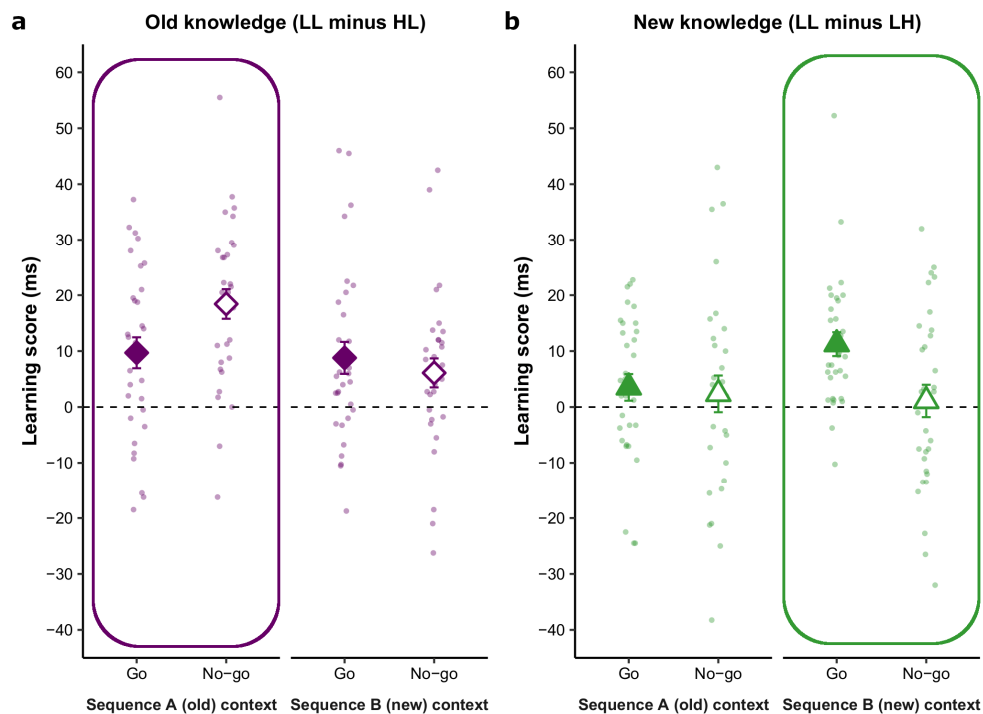 a
Old knowledge (LL minus HL)
Learning score (ms)
60
50
40
30
20
10
0
−10
−20
−30
−40
Go
No−go
Go
No−go
Sequence A (old) context
Sequence B (new) context
b
New knowledge (LL minus LH)
Learning score (ms)
60
50
40
30
20
10
0
−10
−20
−30
−40
Go
No−go
Go
No−go
Sequence A (old) context
Sequence B (new) context